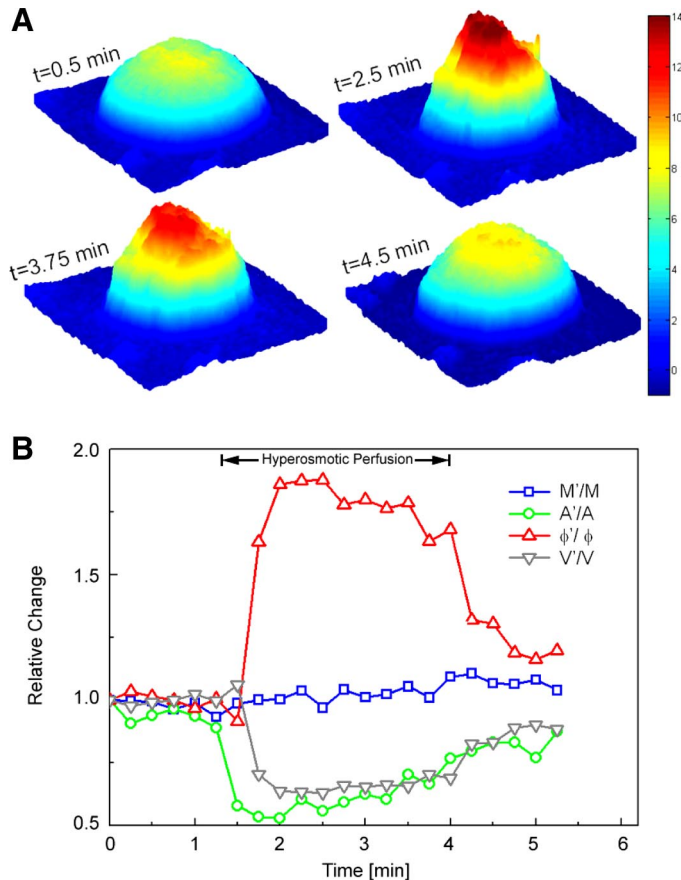 A
t=0.5 min
t=2.5 min
14
12
10
8
6
4
2
0
t=3.75 min
t=4.5 min
B
2.0
1.5
1.0
0.5
Relative Change
Hyperosmotic Perfusion
M'/M
A'/A
ϕ'/ ϕ
V'/V
0
1
2
3
4
5
6
Time [min]